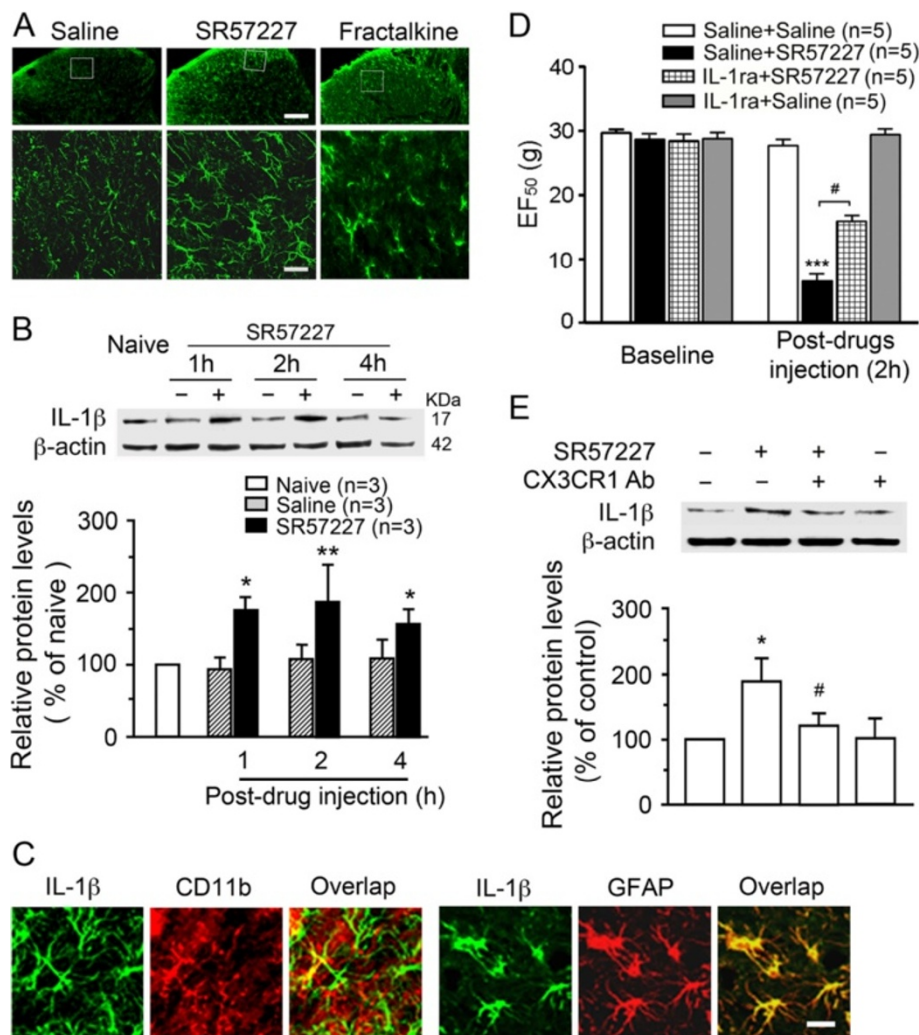 A
Saline SR57227 Fractalkine
B
SR57227
Naive 1h 2h 4h
– + – + – + KDa
IL-1β 17
β-actin 42
Naive (n=3)
Saline (n=3)
SR57227 (n=3)
Relative protein levels
( % of naive )
300
200
100
0
* ** *
1 2 4
Post-drug injection (h)
C
IL-1β CD11b Overlap IL-1β GFAP Overlap
D
Saline+Saline (n=5)
Saline+SR57227 (n=5)
IL-1ra+SR57227 (n=5)
IL-1ra+Saline (n=5)
EF50 (g)
40
30
20
10
0
#
***
Baseline Post-drugs
injection (2h)
E
SR57227 – + + –
CX3CR1 Ab – – + +
IL-1β
β-actin
Relative protein levels
(% of control)
300
200
100
0
* #